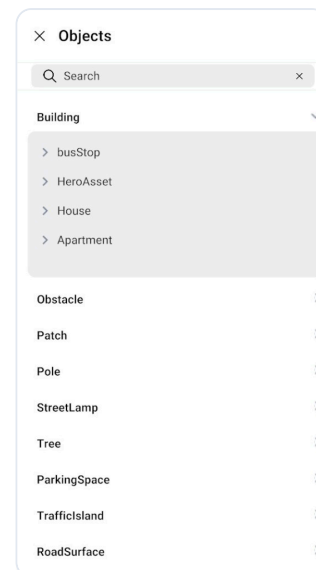 Objects
Search
Building
busStop
HeroAsset
House
Apartment
Obstacle
Patch
Pole
StreetLamp
Tree
ParkingSpace
TrafficIsland
RoadSurface